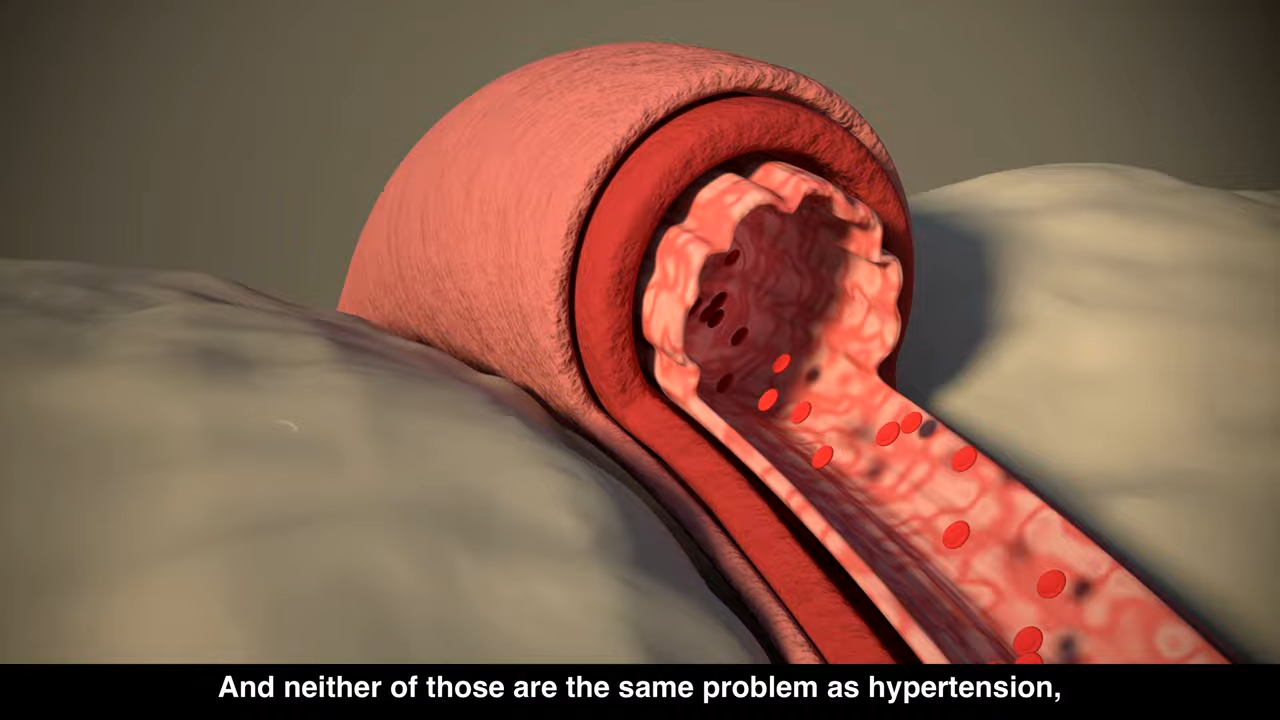 And neither of those are the same problem as hypertension,